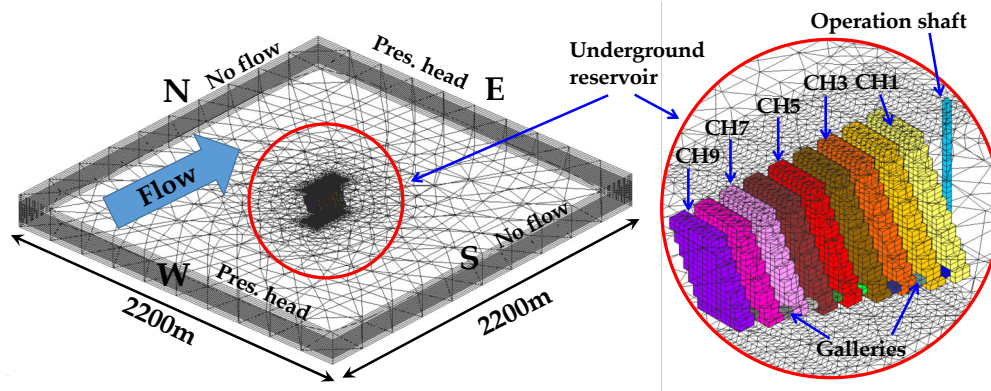 Operation shaft
Underground
reservoir
No flow
Pres. head
N
E
CH3
CH1
CH5
CH7
CH9
Flow
No flow
S
W
Pres. head
2200m
2200m
Galleries